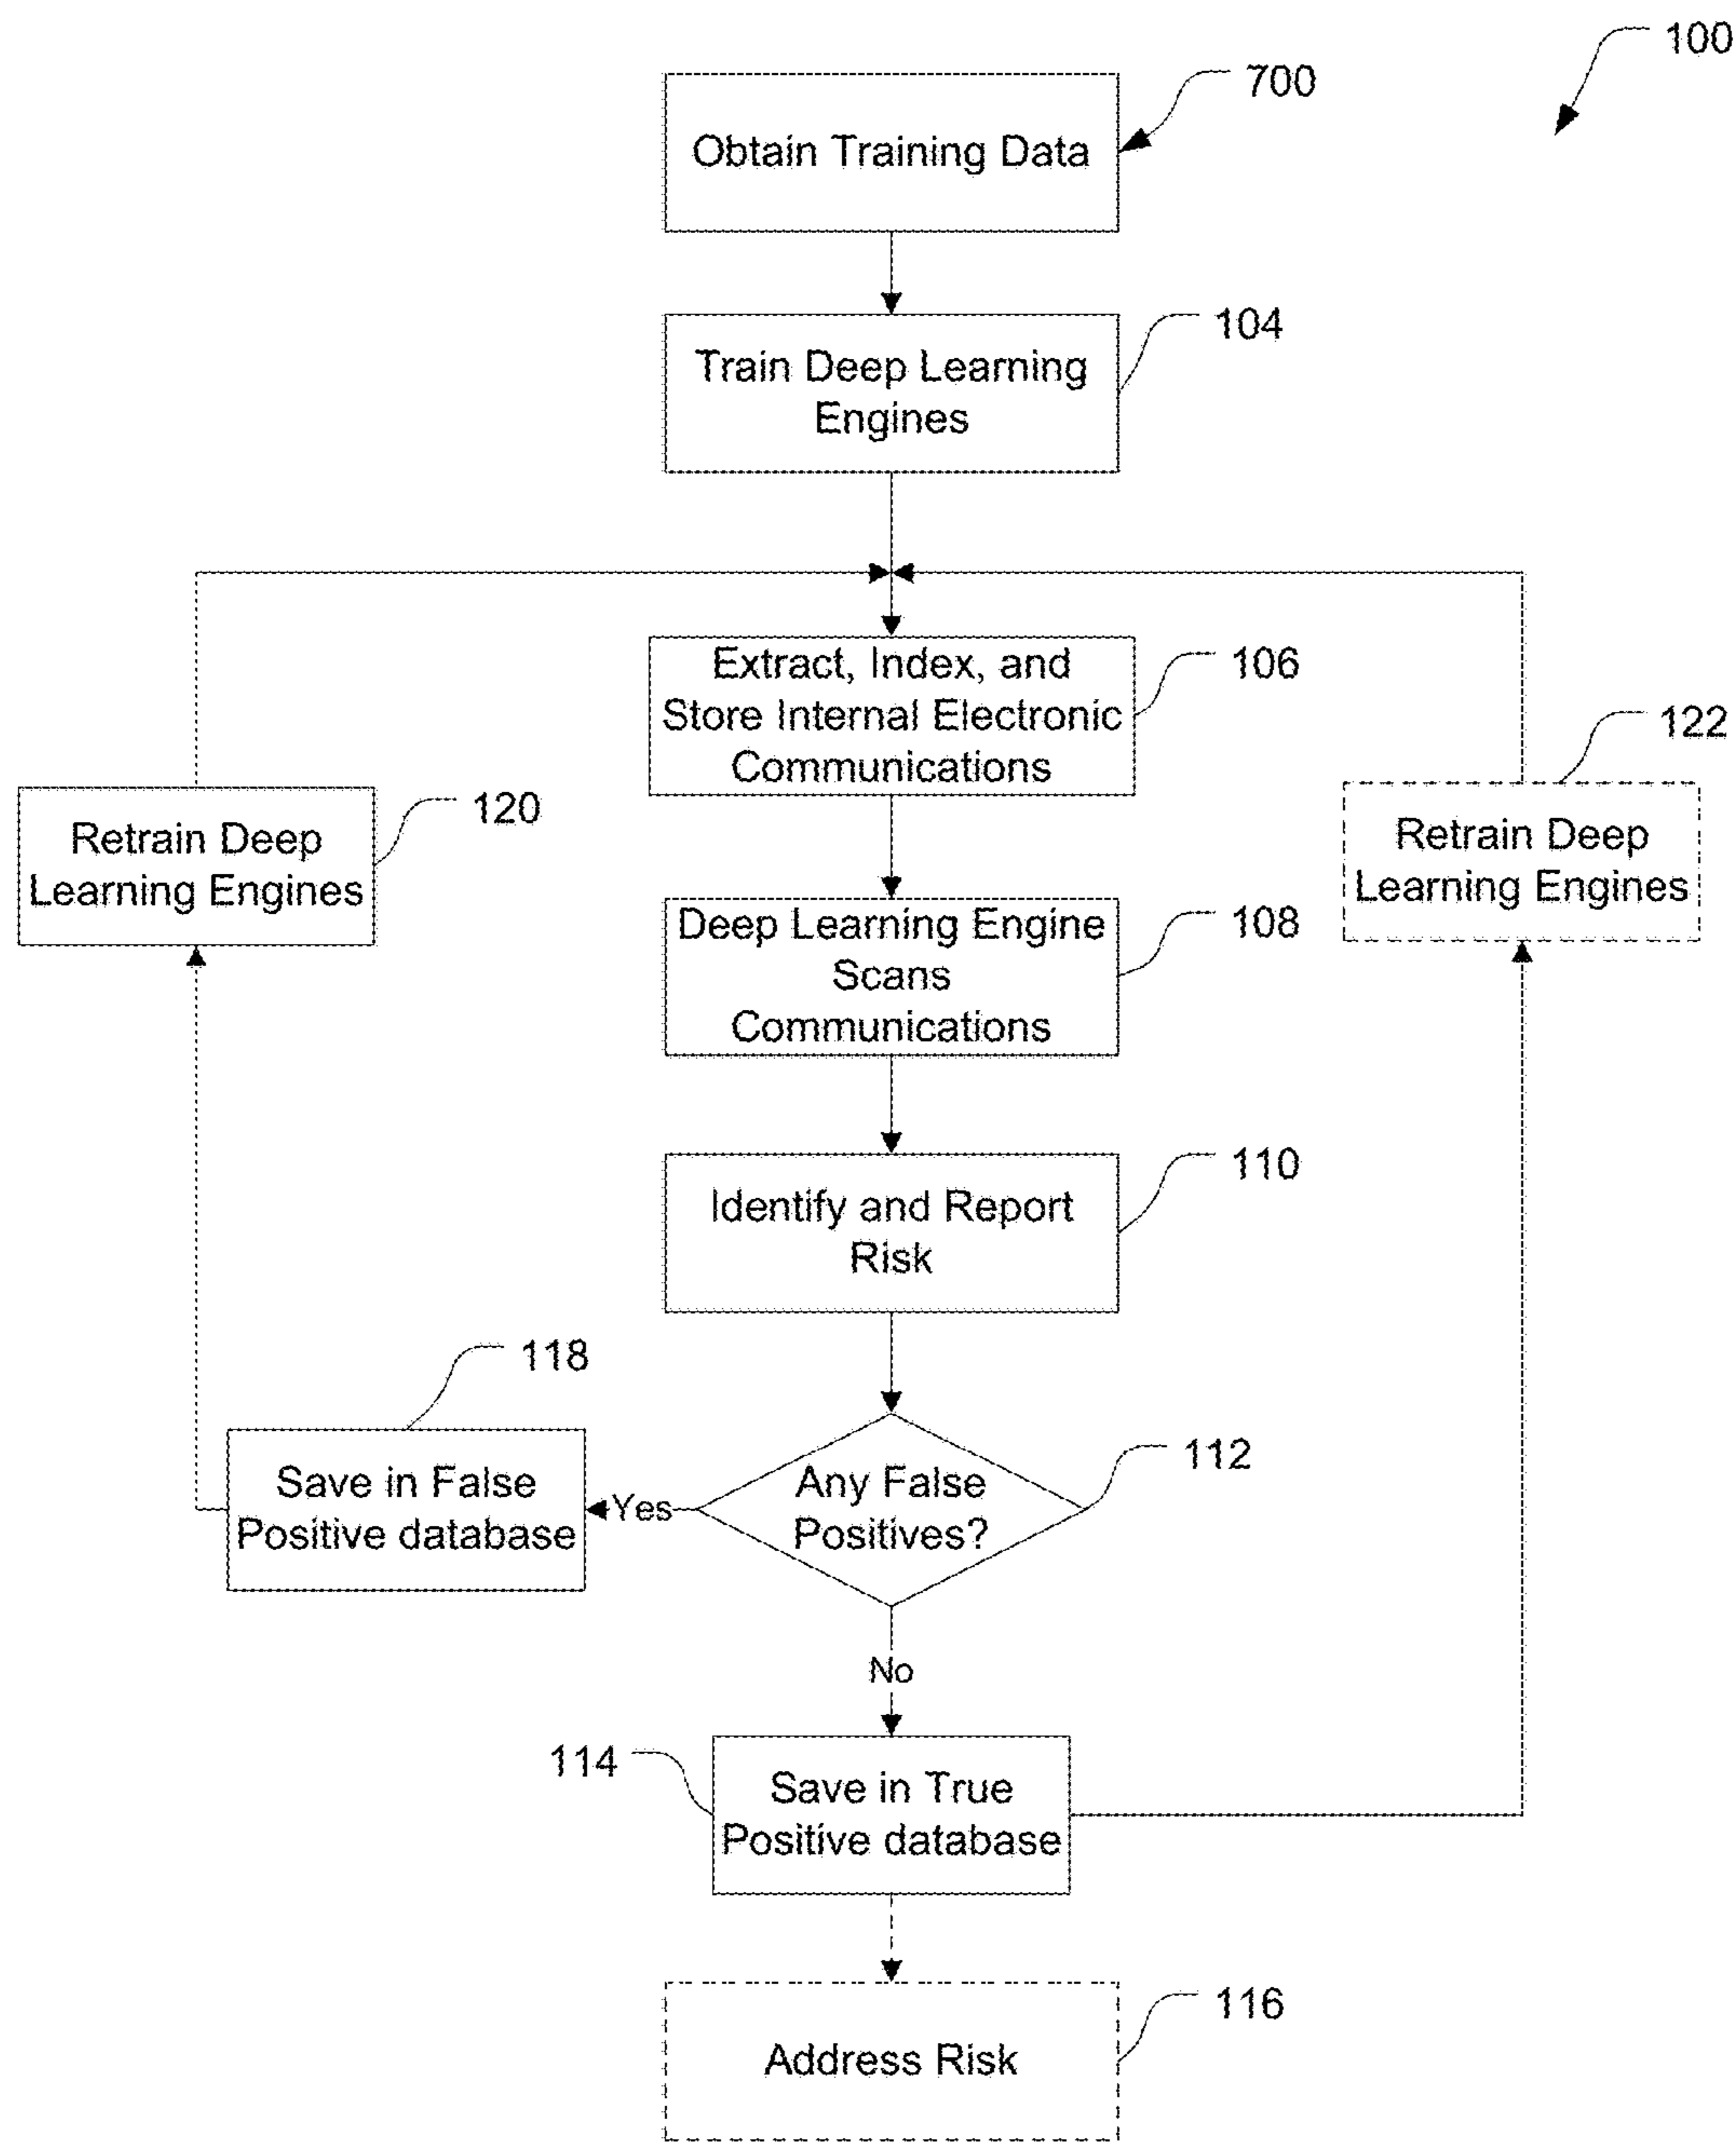 100
700
Obtain Training Data
104
Train Deep Learning
Engines
Extract, Index, and
Store Internal Electronic
Communications
106
122
120
Retrain Deep
Learning Engines
Retrain Deep
Learning Engines
Deep Learning Engine
Scans
Communications
108
110
Identify and Report
Risk
118
112
Save in False
Positive database
Yes
Any False
Positives?
No
114
Save in True
Positive database
116
Address Risk